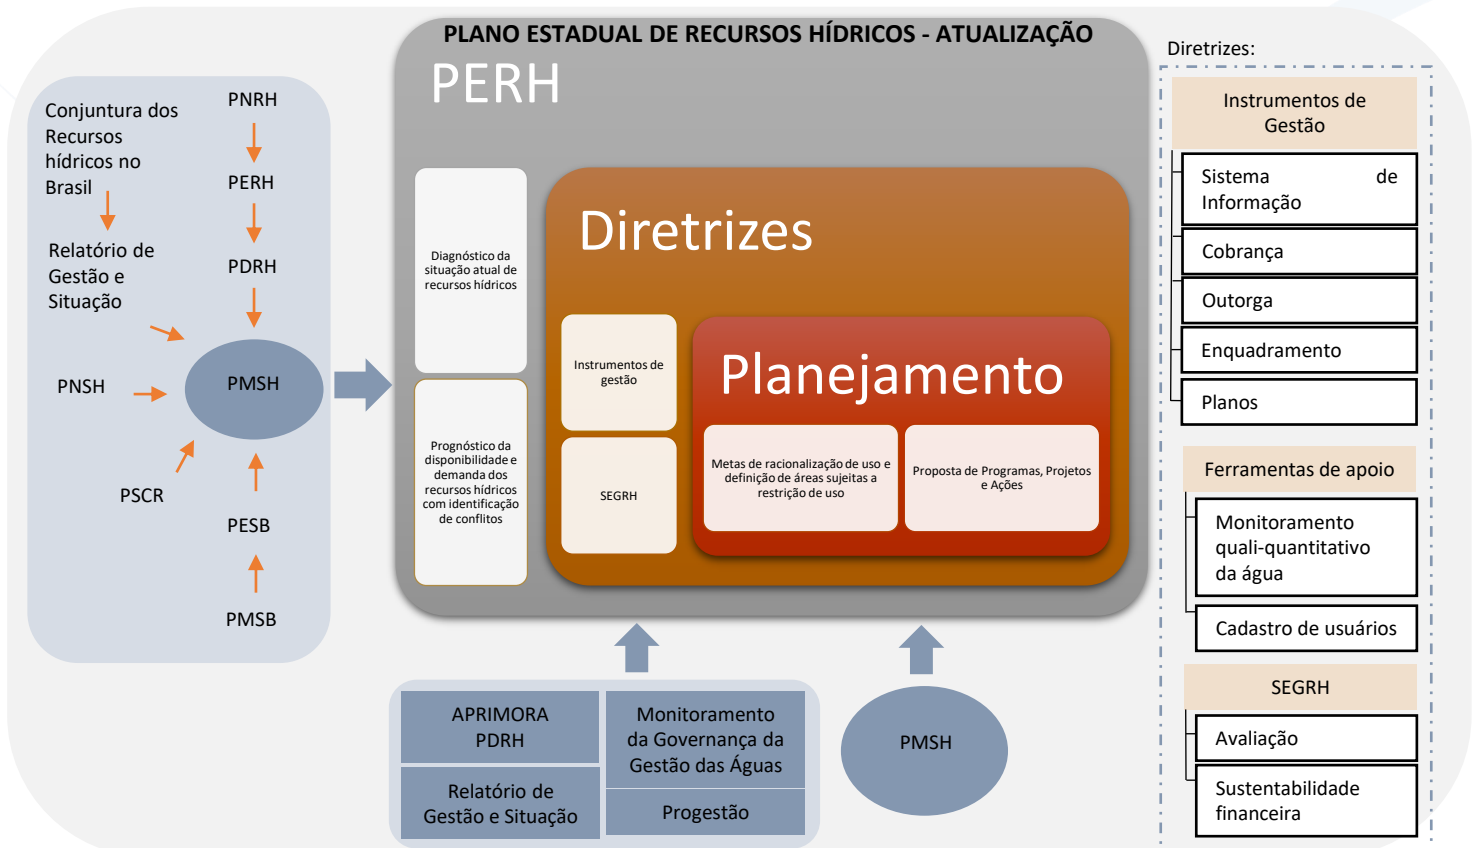 PLANO ESTADUAL DE RECURSOS HÍDRICOS - ATUALIZAÇÃO
PERH
Conjuntura dos
Recursos
hídricos no
Brasil
Relatório de
Gestão e
Situação
PNRH
PERH
PDRH
PNSH
PMSH
PSCR
PESB
PMSB
Diagnóstico da
situação atual de
recursos hídricos
Prognóstico da
disponibilidade e
demanda dos
recursos hídricos
com identificação
de conflitos
Diretrizes
Instrumentos de
gestão
SEGRH
Planejamento
Metas de racionalização de uso e
definição de áreas sujeitas a
restrição de uso
Proposta de Programas, Projetos
e Ações
APRIMORA
PDRH
Relatório de
Gestão e Situação
Monitoramento
da Governança da
Gestão das Águas
Progestão
PMSH
Diretrizes:
Instrumentos de
Gestão
Sistema de
Informação
Cobrança
Outorga
Enquadramento
Planos
Ferramentas de apoio
Monitoramento
quali-quantitativo
da água
Cadastro de usuários
SEGRH
Avaliação
Sustentabilidade
financeira